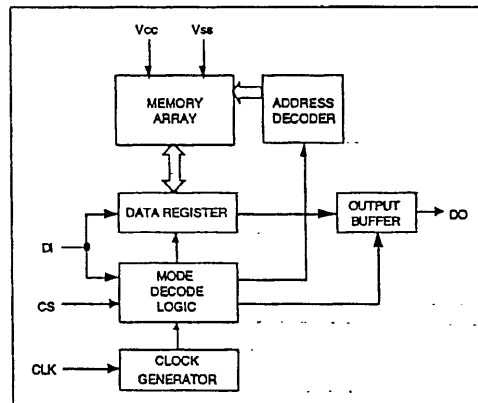 Vcc Vss
MEMORY
ARRAY
ADDRESS
DECODER
DATA REGISTER
OUTPUT
BUFFER
DO
DI
MODE
DECODE
LOGIC
CS
CLK
CLOCK
GENERATOR